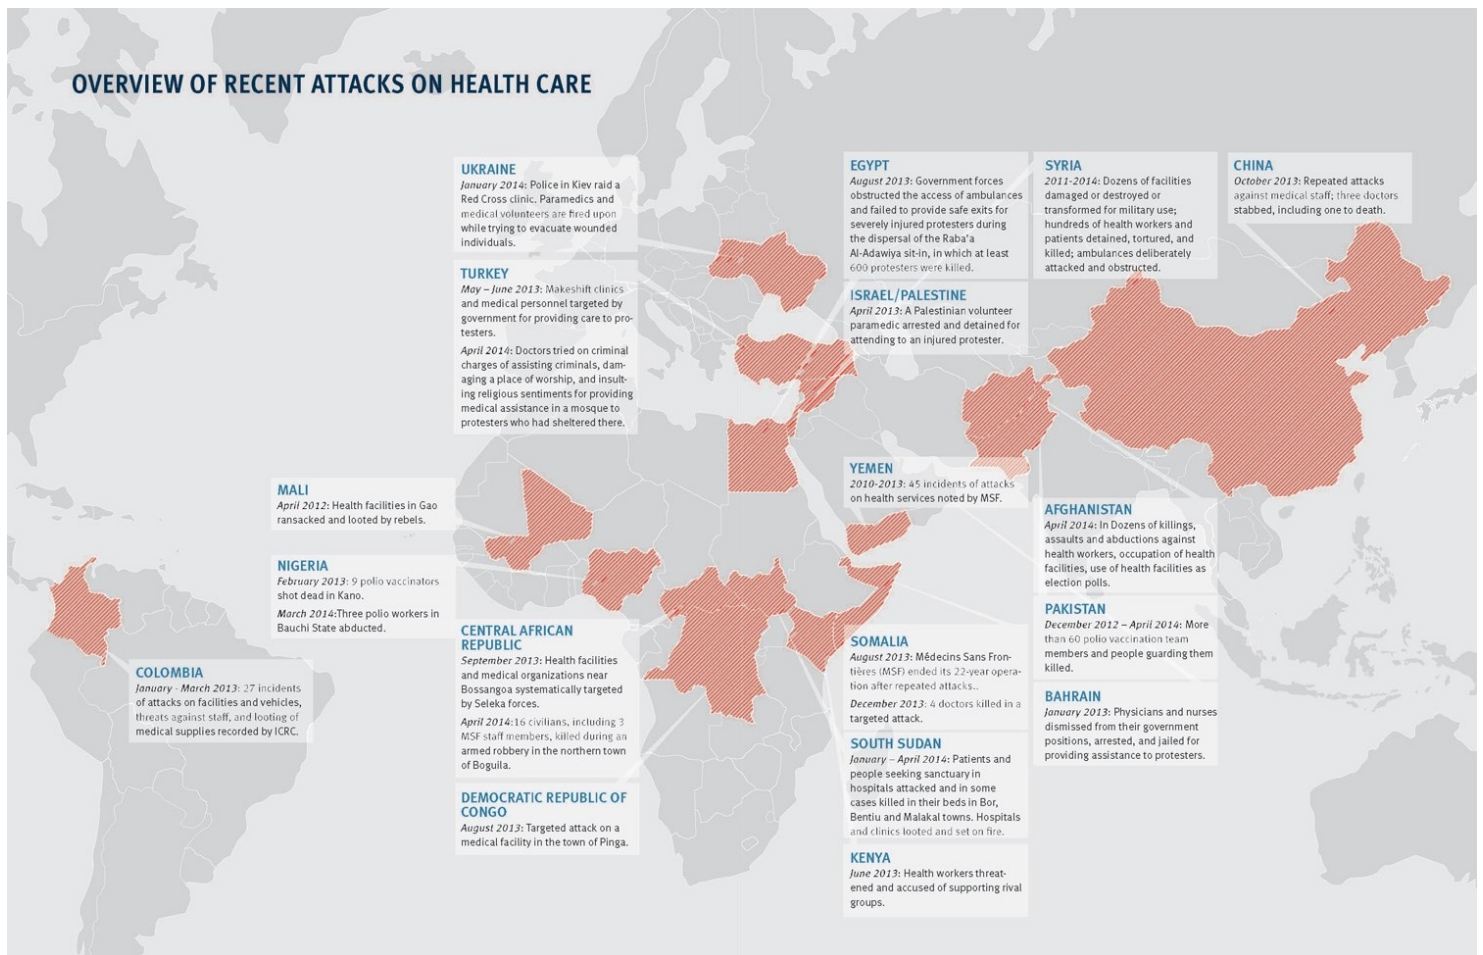 OVERVIEW OF RECENT ATTACKS ON HEALTH CARE
UKRAINE
January 2014: Police in Kiev raid a
Red Cross clinic. Paramedics and
medical volunteers are fired upon
while trying to evacuate wounded
individuals.
TURKEY
May – June 2013: Makeshift clinics
and medical personnel targeted by
government for providing care to pro-
testers.
April 2014: Doctors tried on criminal
charges of assisting criminals, dam-
aging a place of worship, and insult-
ing religious sentiments for providing
medical assistance in a mosque to
protesters who had sheltered there.
EGYPT
August 2013: Government forces
obstructed the access of ambulances
and failed to provide safe exits for
severely injured protesters during
the dispersal of the Raba'a
Al-Adawiya sit-in, in which at least
600 protesters were killed.
ISRAEL/PALESTINE
April 2013: A Palestinian volunteer
paramedic arrested and detained for
attending to an injured protester.
SYRIA
2011-2014: Dozens of facilities
damaged or destroyed or
transformed for military use;
hundreds of health workers and
patients detained, tortured, and
killed; ambulances deliberately
attacked and obstructed.
CHINA
October 2013: Repeated attacks
against medical staff; three doctors
stabbed, including one to death.
MALI
April 2012: Health facilities in Gao
ransacked and looted by rebels.
NIGERIA
February 2013: 9 polio vaccinators
shot dead in Kano.
March 2014:Three polio workers in
Bauchi State abducted.
COLOMBIA
January - March 2013: 27 incidents
of attacks on facilities and vehicles,
threats against staff, and looting of
medical supplies recorded by ICRC.
CENTRAL AFRICAN
REPUBLIC
September 2013: Health facilities
and medical organizations near
Bossangoa systematically targeted
by Seleka forces.
April 2014:16 civilians, including 3
MSF staff members, killed during an
armed robbery in the northern town
of Boguila.
DEMOCRATIC REPUBLIC OF
CONGO
August 2013: Targeted attack on a
medical facility in the town of Pinga.
YEMEN
2010-2013: 45 incidents of attacks
on health services noted by MSF.
SOMALIA
August 2013: Médecins Sans Fron-
tières (MSF) ended its 22-year opera-
tion after repeated attacks..
December 2013: 4 doctors killed in a
targeted attack.
SOUTH SUDAN
January – April 2014: Patients and
people seeking sanctuary in
hospitals attacked and in some
cases killed in their beds in Bor,
Bentiu and Malakal towns. Hospitals
and clinics looted and set on fire.
KENYA
June 2013: Health workers threat-
ened and accused of supporting rival
groups.
AFGHANISTAN
April 2014: In Dozens of killings,
assaults and abductions against
health workers, occupation of health
facilities, use of health facilities as
election polls.
PAKISTAN
December 2012 – April 2014: More
than 60 polio vaccination team
members and people guarding them
killed.
BAHRAIN
January 2013: Physicians and nurses
dismissed from their government
positions, arrested, and jailed for
providing assistance to protesters.